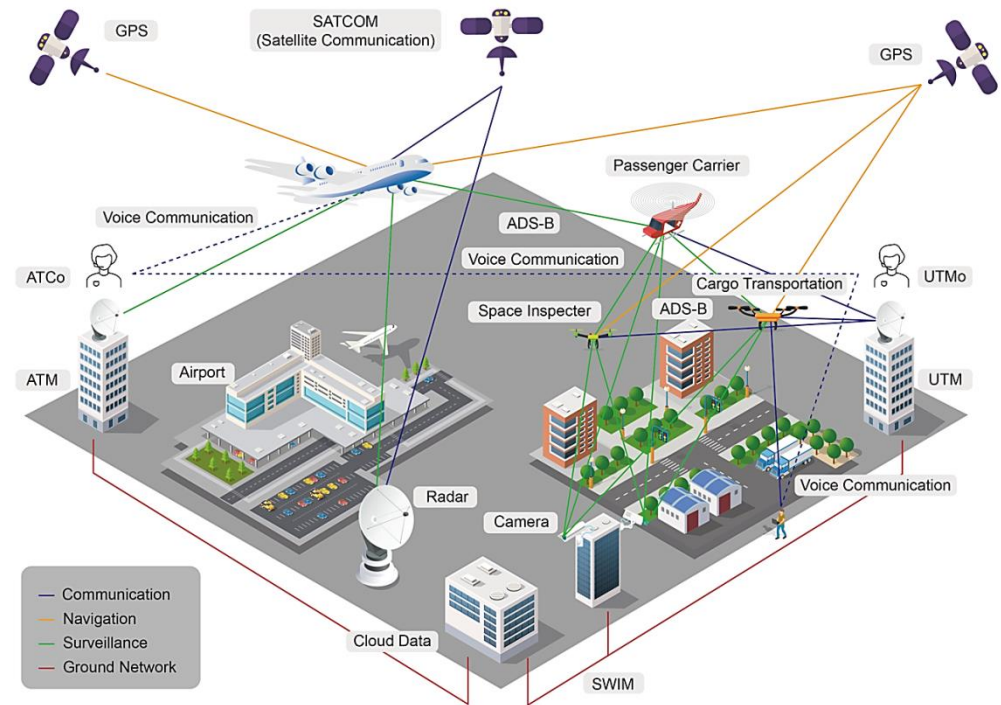 GPS
SATCOM
(Satellite Communication)
GPS
Passenger Carrier
Voice Communication
ADS-B
Voice Communication
ATCo
UTMo
Cargo Transportation
Space Inspecter
ADS-B
ATM
Airport
UTM
Radar
Camera
Voice Communication
Communication
Navigation
Surveillance
Ground Network
Cloud Data
SWIM